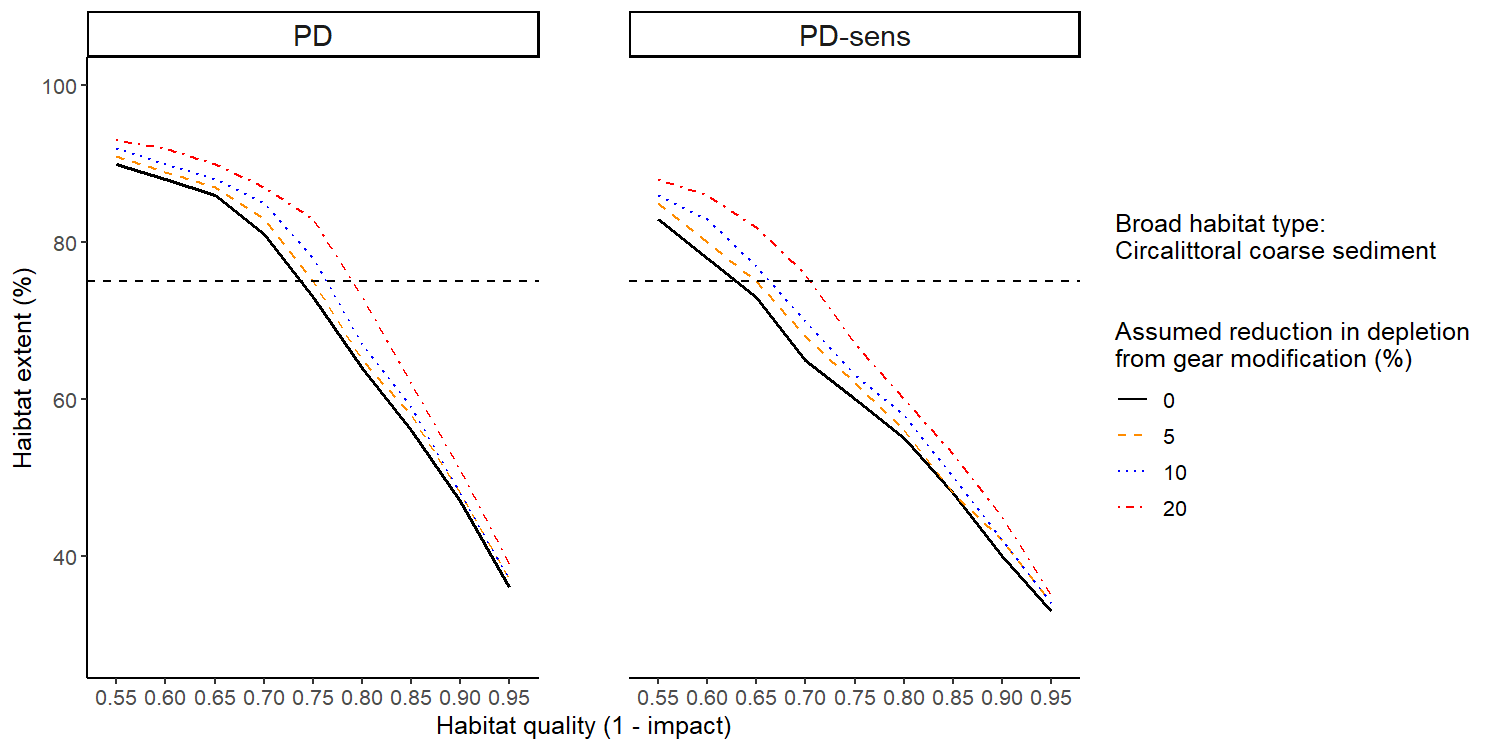 PD
PD-sens
100
80
60
40
Haibtat extent (%)
0.55 0.60 0.65 0.70 0.75 0.80 0.85 0.90 0.95
0.55 0.60 0.65 0.70 0.75 0.80 0.85 0.90 0.95
Habitat quality (1 - impact)
Broad habitat type:
Circalittoral coarse sediment
Assumed reduction in depletion
from gear modification (%)
0
5
10
20